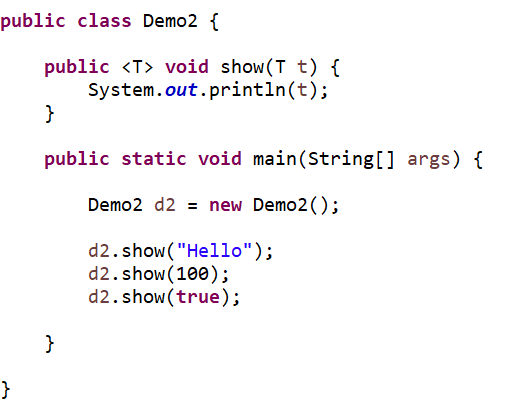 public class Demo2 {
public <T> void show(T t) {
System.out.println(t);
}
public static void main(String[] args) {
Demo2 d2 = new Demo2();
d2.show("Hello");
d2.show(100);
d2.show(true);
}
}